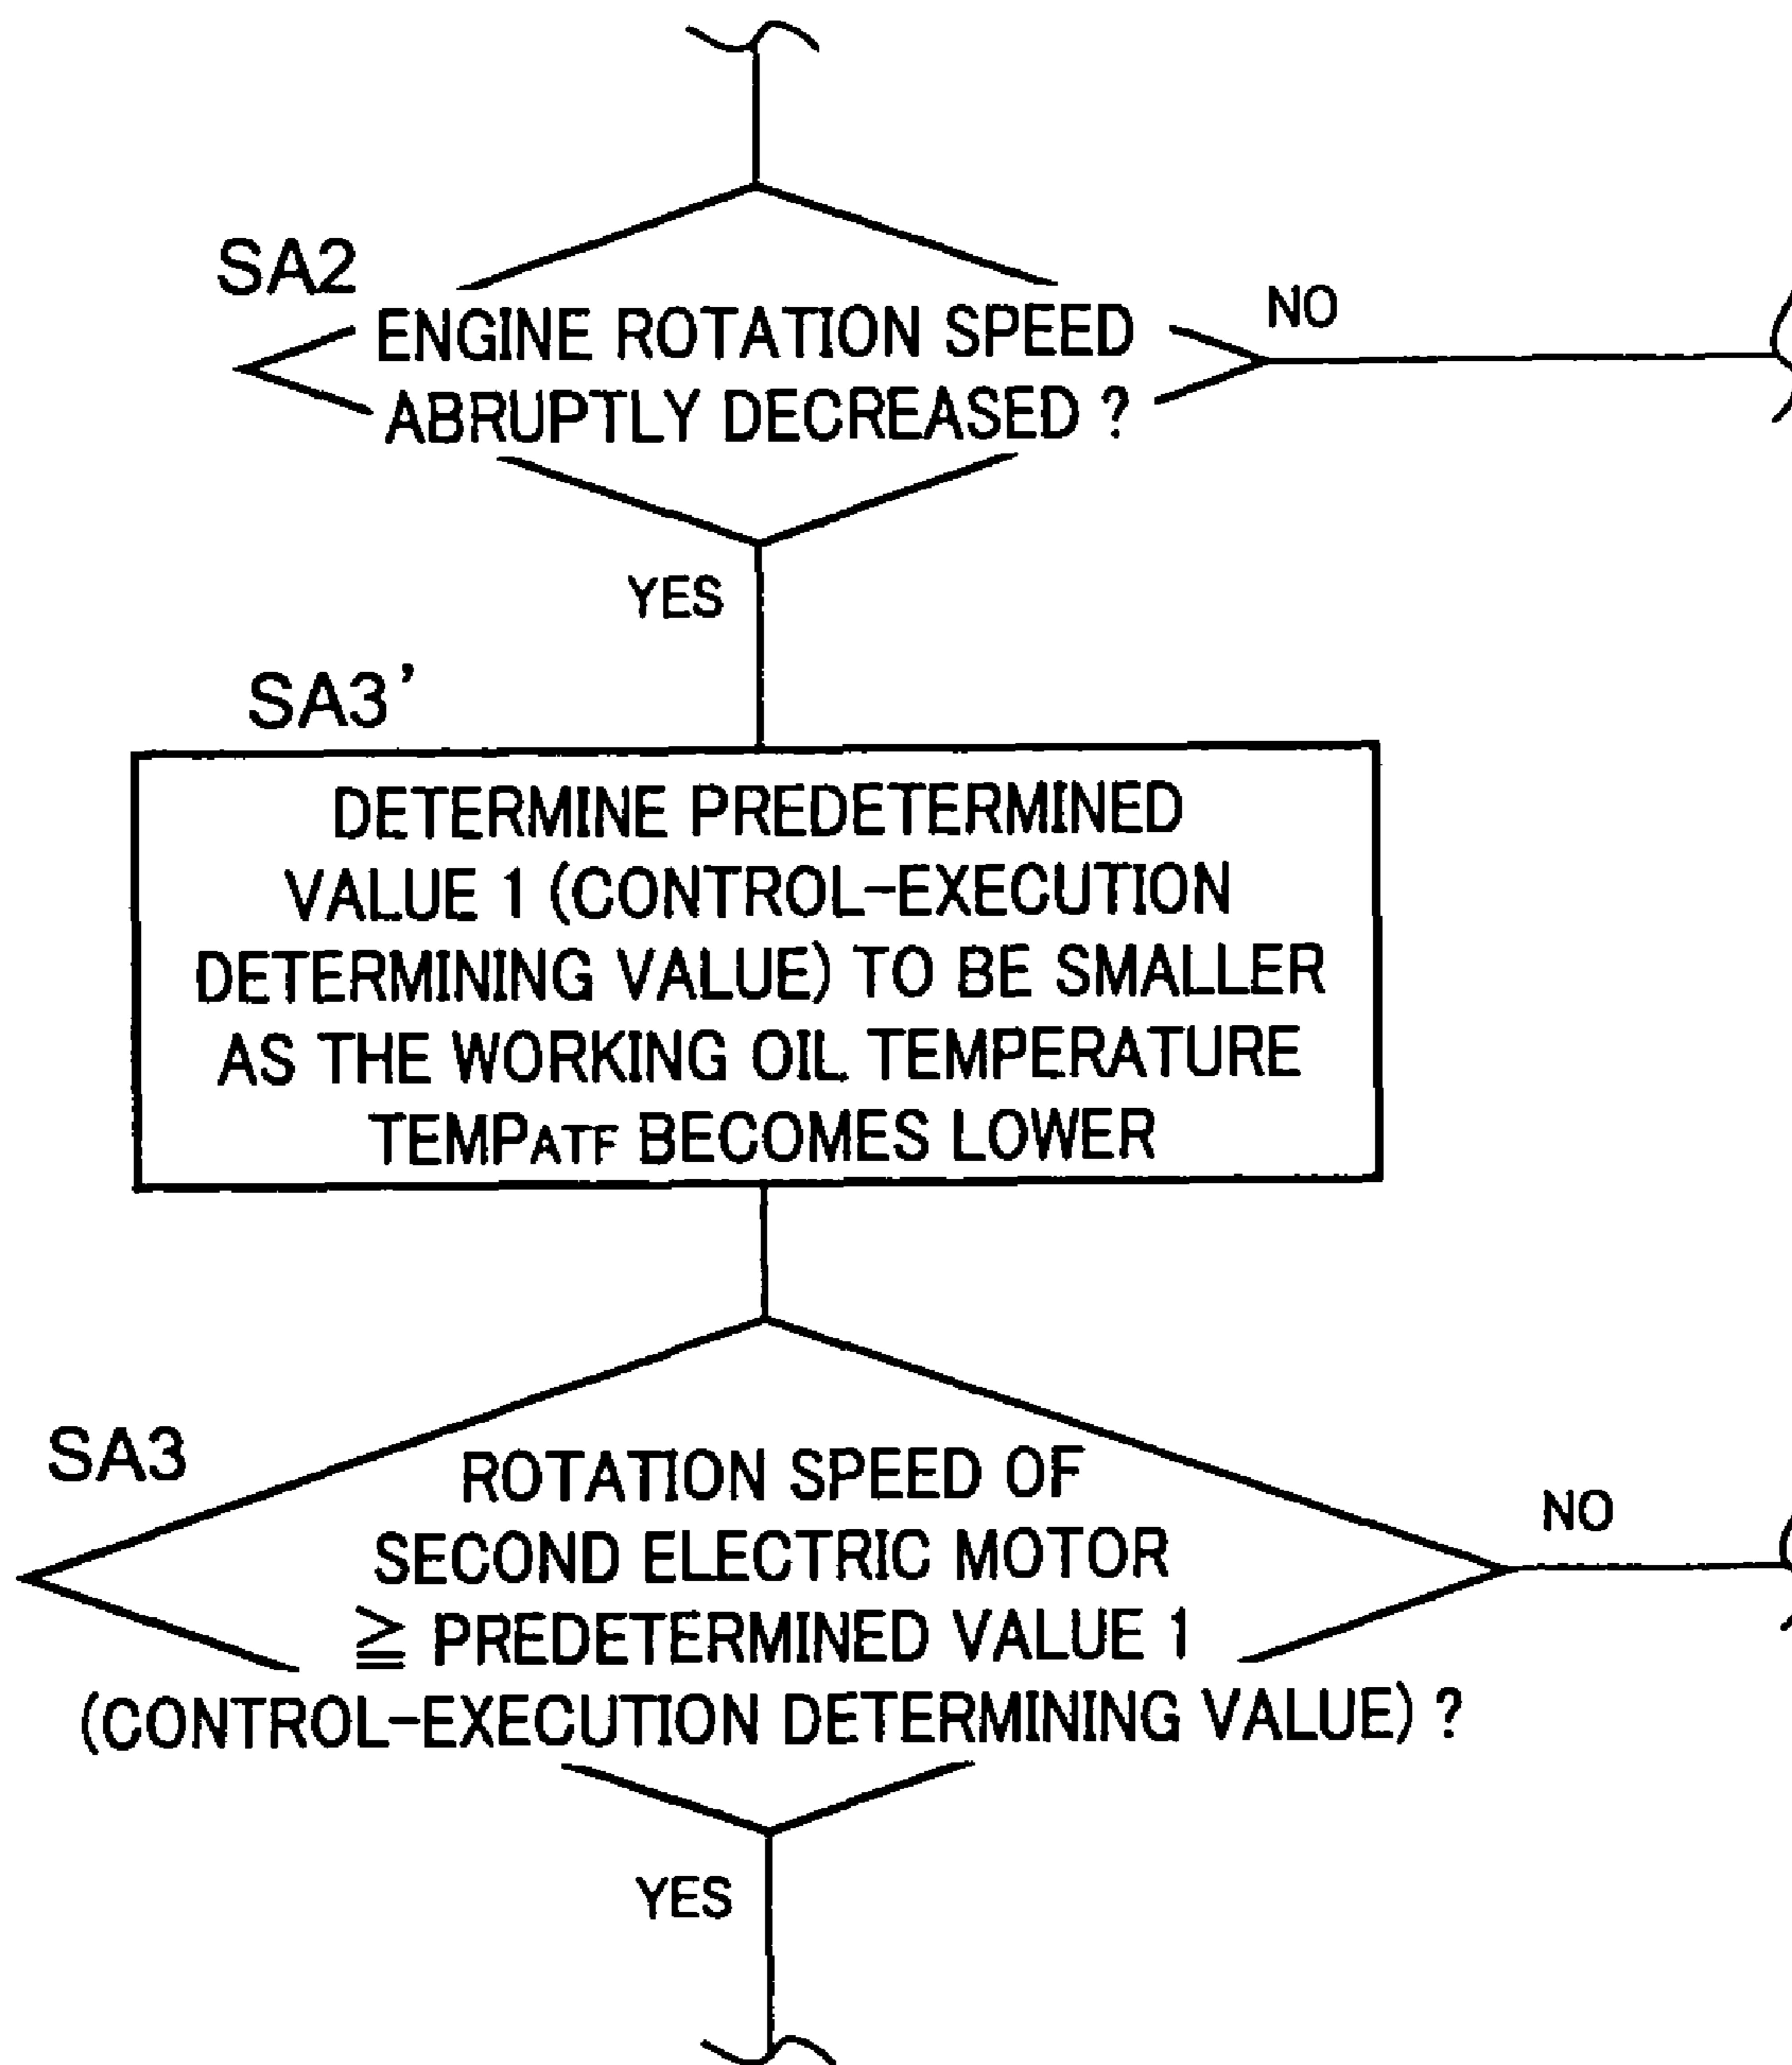 SA2
ENGINE ROTATION SPEED
ABRUPTLY DECREASED ?
NO
YES
SA3'
DETERMINE PREDETERMINED
VALUE 1 (CONTROL-EXECUTION
DETERMINING VALUE) TO BE SMALLER
AS THE WORKING OIL TEMPERATURE
TEMPATF BECOMES LOWER
SA3
ROTATION SPEED OF
SECOND ELECTRIC MOTOR
≧ PREDETERMINED VALUE 1
(CONTROL-EXECUTION DETERMINING VALUE) ?
NO
YES